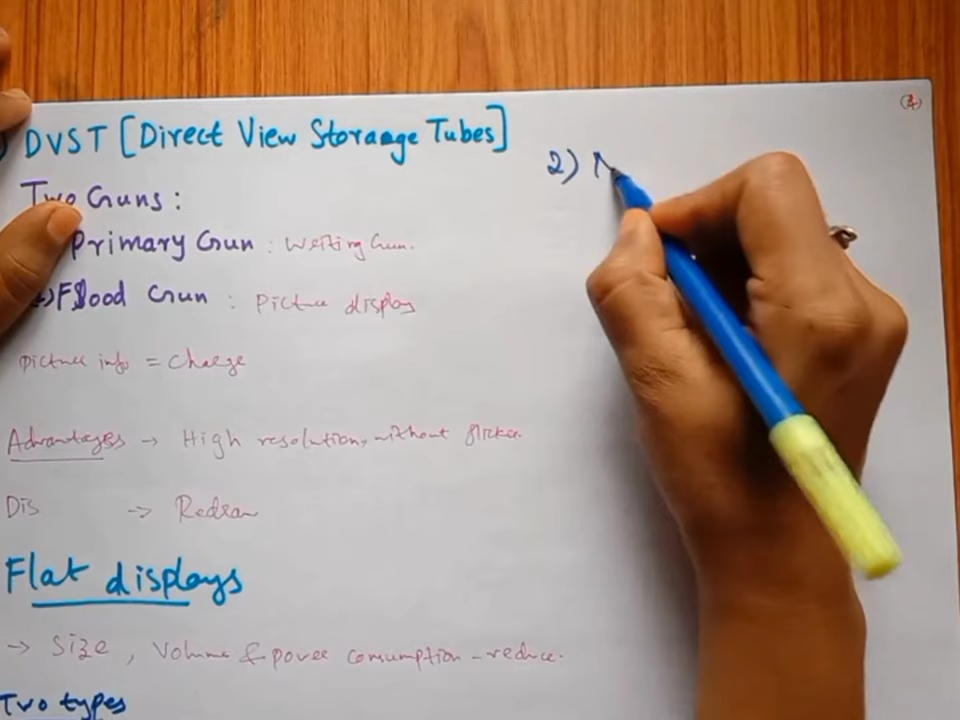 DVST [Direct View Storange Tubes]
Two Guns:
Primary Gun : Writing Gun.
Flood Gun : Picture display
Picture info = Charge
Advantages → High resolution, without flicker.
Dis → Redraw
Flat displays
→ Size, Volume & power consumption - reduce.
Two types
2)